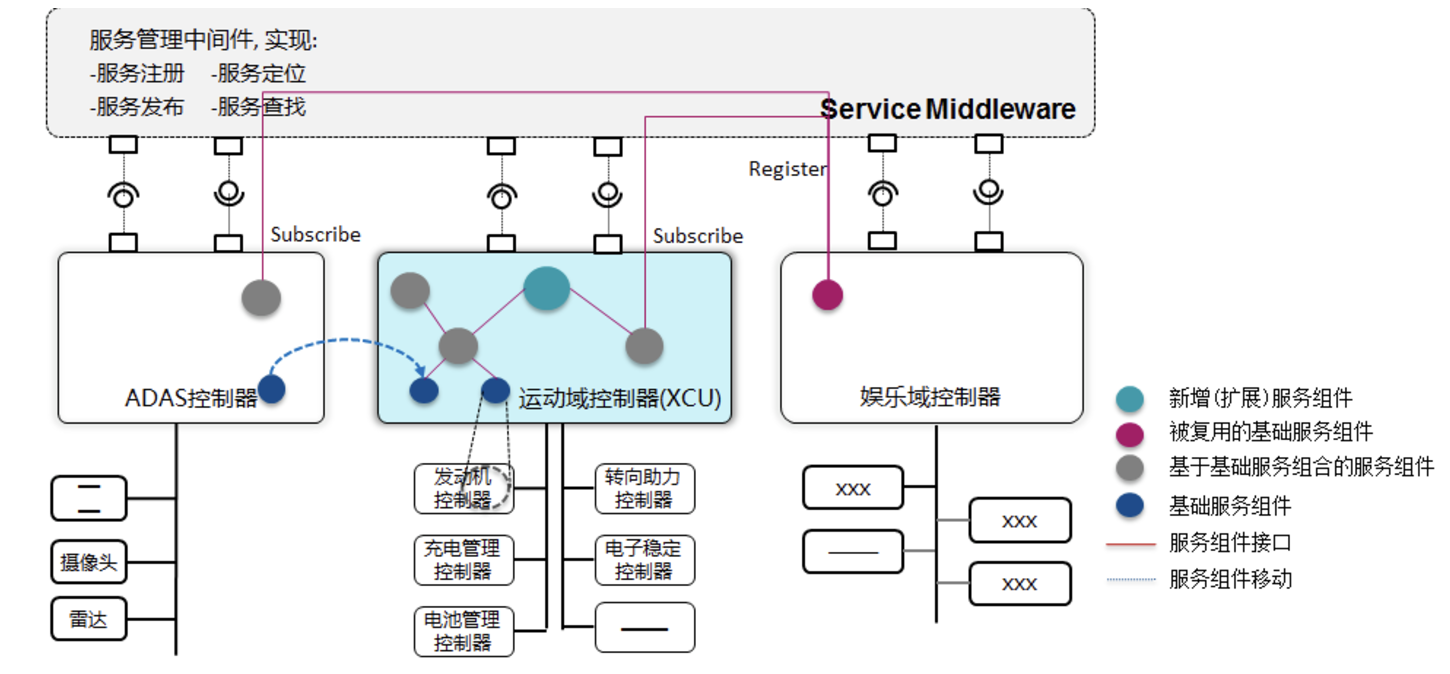 服务管理中间件, 实现:
-服务注册 -服务定位
-服务发布 -服务查找
Service Middleware
Register
Subscribe
Subscribe
ADAS控制器
运动域控制器(XCU)
娱乐域控制器
摄像头
雷达
发动机
控制器
充电管理
控制器
电池管理
控制器
转向助力
控制器
电子稳定
控制器
xxx
xxx
xxx
新增(扩展)服务组件
被复用的基础服务组件
基于基础服务组合的服务组件
基础服务组件
服务组件接口
服务组件移动